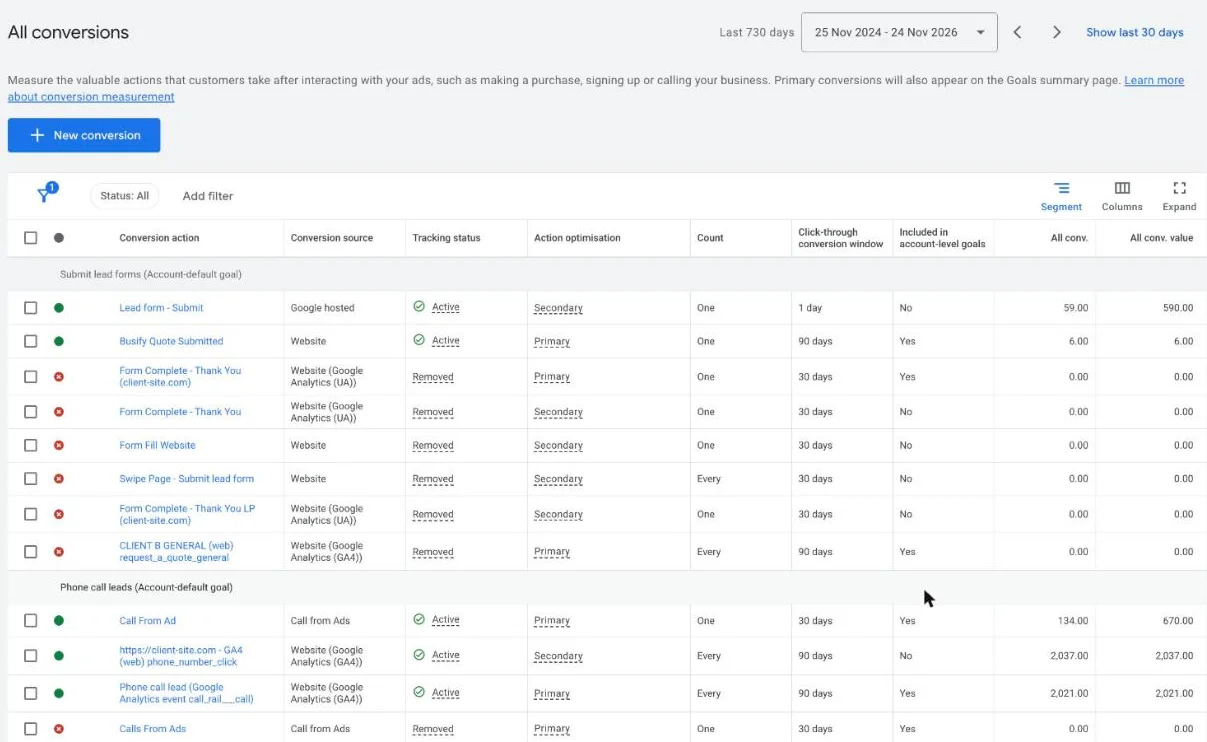 All conversions
Last 730 days
25 Nov 2024 - 24 Nov 2026
Show last 30 days
Measure the valuable actions that customers take after interacting with your ads, such as making a purchase, signing up or calling your business. Primary conversions will also appear on the Goals summary page. Learn more
about conversion measurement
+ New conversion
1
Status: All
Add filter
Segment
Columns
Expand
Conversion action Conversion source Tracking status Action optimisation Count Click-through conversion window Included in account-level goals All conv. All conv. value
Submit lead forms (Account-default goal)
Lead form - Submit Google hosted Active Secondary One 1 day No 59.00 590.00
Busify Quote Submitted Website Active Primary One 90 days Yes 6.00 6.00
Form Complete - Thank You (client-site.com) Website (Google Analytics (UA)) Removed Primary One 30 days Yes 0.00 0.00
Form Complete - Thank You Website (Google Analytics (UA)) Removed Secondary One 30 days No 0.00 0.00
Form Fill Website Website Removed Secondary One 30 days No 0.00 0.00
Swipe Page - Submit lead form Website Removed Secondary Every 30 days No 0.00 0.00
Form Complete - Thank You LP (client-site.com) Website (Google Analytics (UA)) Removed Secondary One 30 days No 0.00 0.00
CLIENT B GENERAL (web) request_a_quote_general Website (Google Analytics (GA4)) Removed Primary Every 90 days Yes 0.00 0.00
Phone call leads (Account-default goal)
Call From Ad Call from Ads Active Primary One 30 days Yes 134.00 670.00
https://client-site.com - GA4 (web) phone_number_click Website (Google Analytics (GA4)) Active Secondary Every 90 days No 2,037.00 2,037.00
Phone call lead (Google Analytics event call_rail__call) Website (Google Analytics (GA4)) Active Primary Every 90 days Yes 2,021.00 2,021.00
Calls From Ads Call from Ads Removed Primary One 30 days Yes 0.00 0.00